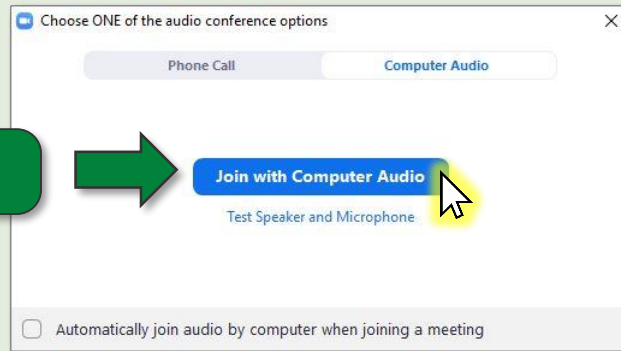 Choose ONE of the audio conference options
Phone Call
Computer Audio
Join with Computer Audio
Test Speaker and Microphone
Automatically join audio by computer when joining a meeting